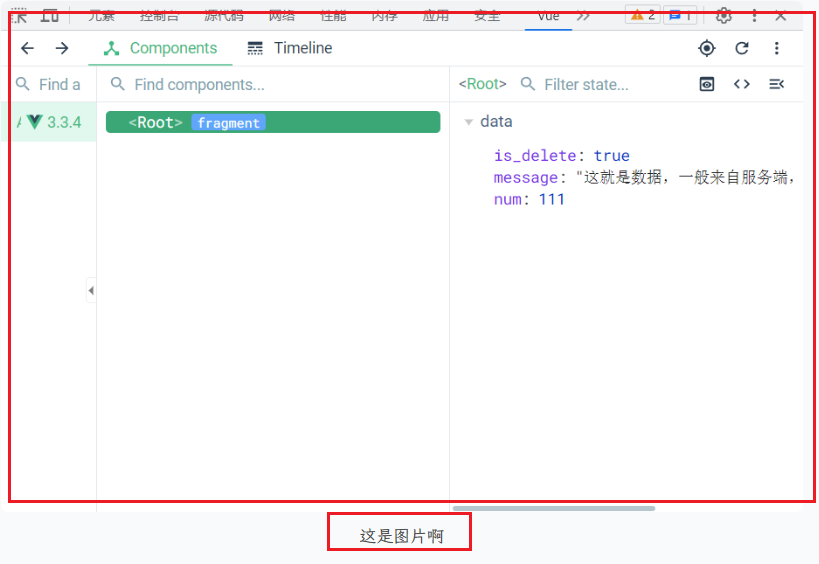 元素 控制台 源代码 网络 性能 内存 应用 安全 Vue 2 1
Components Timeline
Find a Find components... <Root> Filter state...
3.3.4 <Root> fragment data
is_delete: true
message: "这就是数据，一般来自服务端，
num: 111
这是图片啊